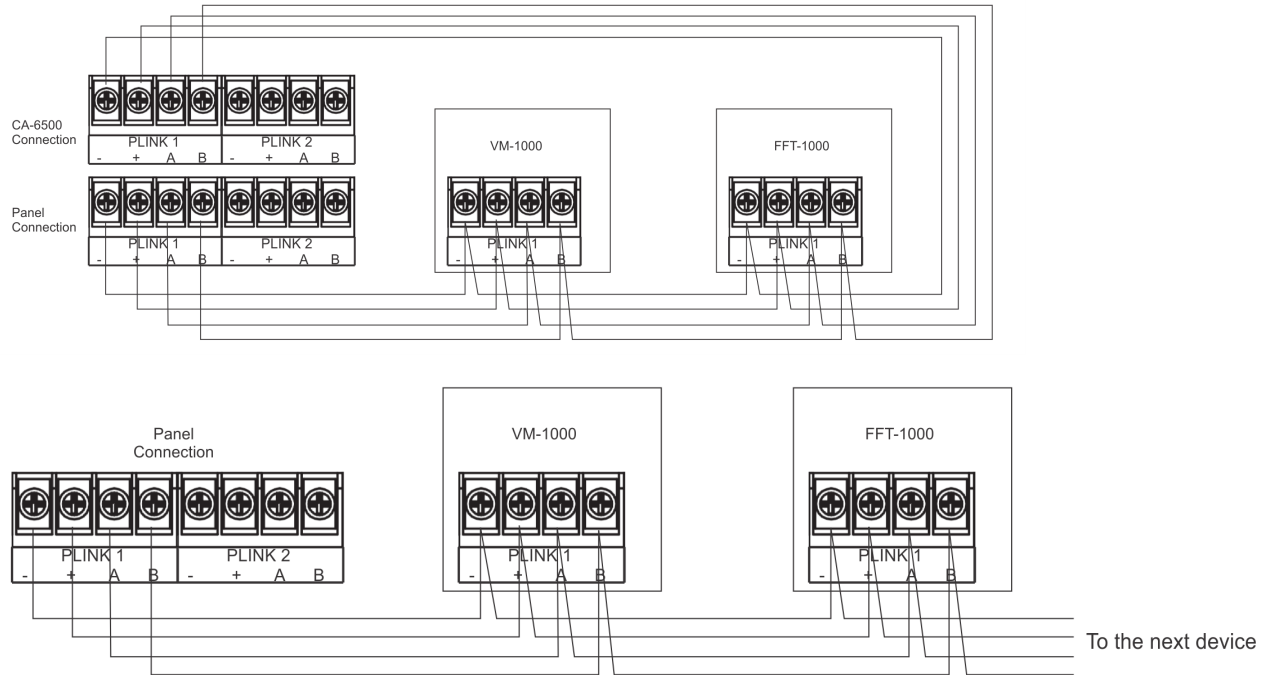 CA-6500
Connection
PLINK 1 PLINK 2
- + A B - + A B
Panel
Connection
PLINK 1 PLINK 2
- + A B - + A B
VM-1000
PLINK 1
- + A B
FFT-1000
PLINK 1
- + A B
Panel
Connection
PLINK 1 PLINK 2
- + A B - + A B
VM-1000
PLINK 1
- + A B
FFT-1000
PLINK 1
- + A B
To the next device